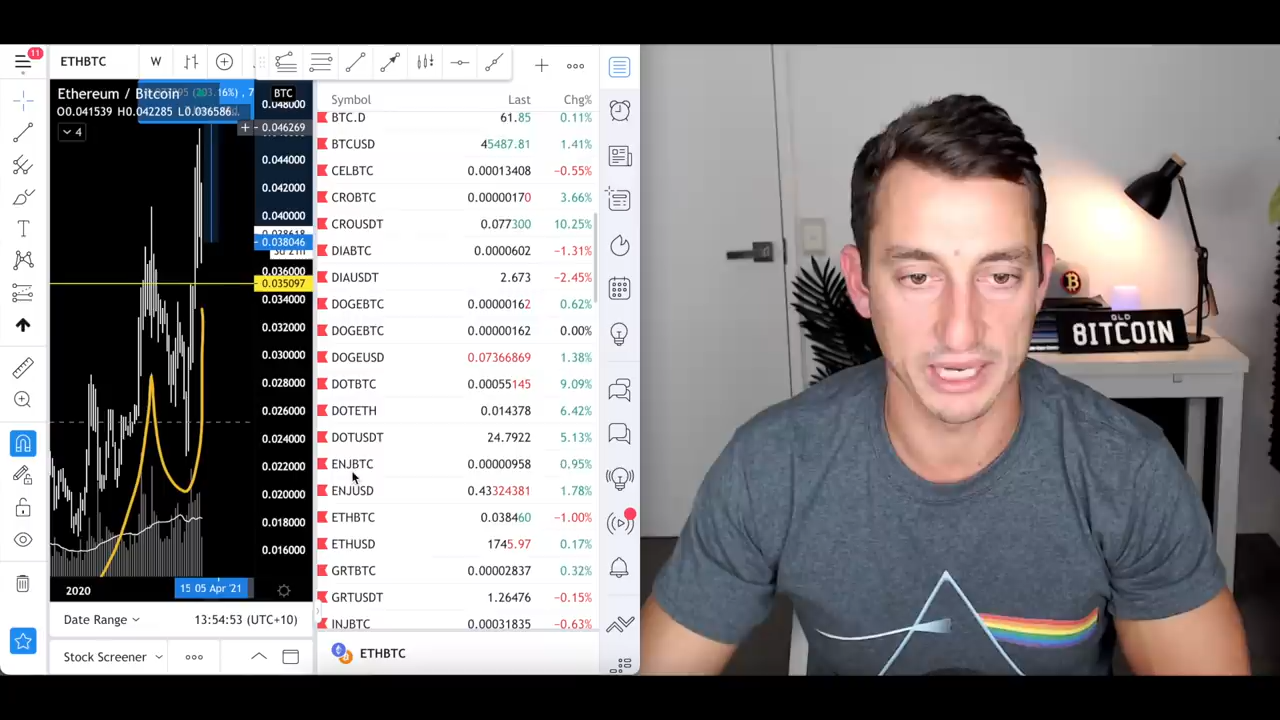 11
ETHBTC
W
Ethereum / Bitcoin
O0.041539 H0.042285 L0.036586
4
BTC
0.048000
0.046269
0.044000
0.042000
0.040000
0.038046
0.036000
0.035097
0.034000
0.032000
0.030000
0.028000
0.026000
0.024000
0.022000
0.020000
0.018000
0.016000
2020
15 05 Apr '21
Date Range
13:54:53 (UTC+10)
Stock Screener
Symbol Last Chg%
BTC.D 61.85 0.11%
BTCUSD 45487.81 1.41%
CELBTC 0.00013408 −0.55%
CROBTC 0.00000170 3.66%
CROUSDT 0.077300 10.25%
DIABTC 0.0000602 −1.31%
DIAUSDT 2.673 −2.45%
DOGEBTC 0.00000162 0.62%
DOGEBTC 0.00000162 0.00%
DOGEUSD 0.07366869 1.38%
DOTBTC 0.00055145 9.09%
DOTETH 0.014378 6.42%
DOTUSDT 24.7922 5.13%
ENJBTC 0.00000958 0.95%
ENJUSD 0.43324381 1.78%
ETHBTC 0.038460 −1.00%
ETHUSD 1745.97 0.17%
GRTBTC 0.00002837 0.32%
GRTUSDT 1.26476 −0.15%
INJBTC 0.00031835 −0.63%
ETHBTC
QLD
BITCOIN